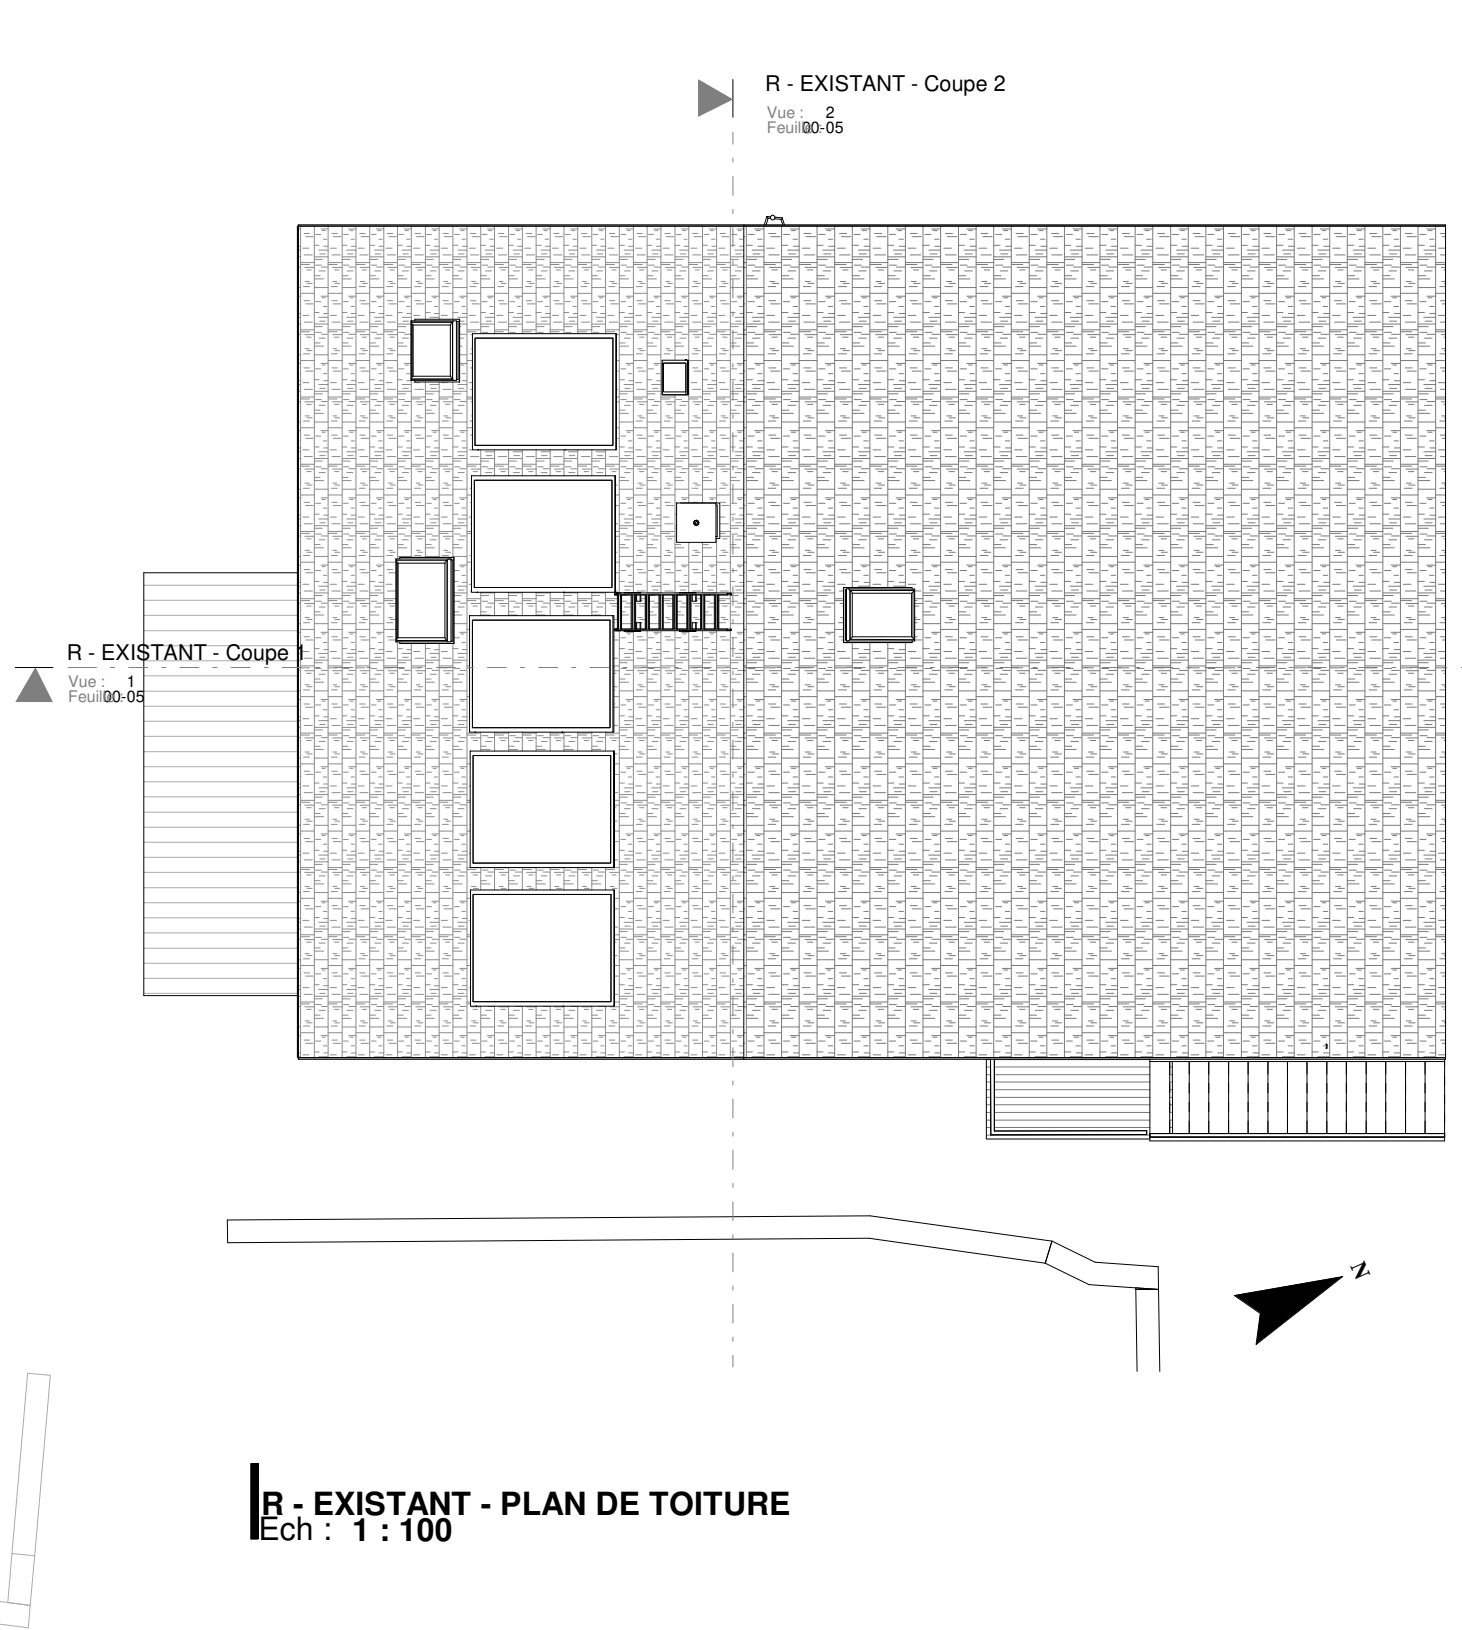 R - EXISTANT - Coupe 2
Vue : 2
Feuille : 00-05
R - EXISTANT - Coupe 1
Vue : 1
Feuille : 00-05
N
R - EXISTANT - PLAN DE TOITURE
Ech : 1 : 100